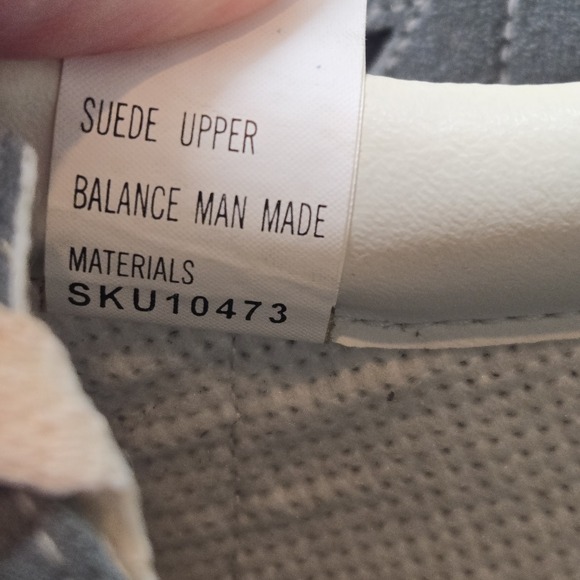 SUEDE UPPER
BALANCE MAN MADE
MATERIALS
SKU10473